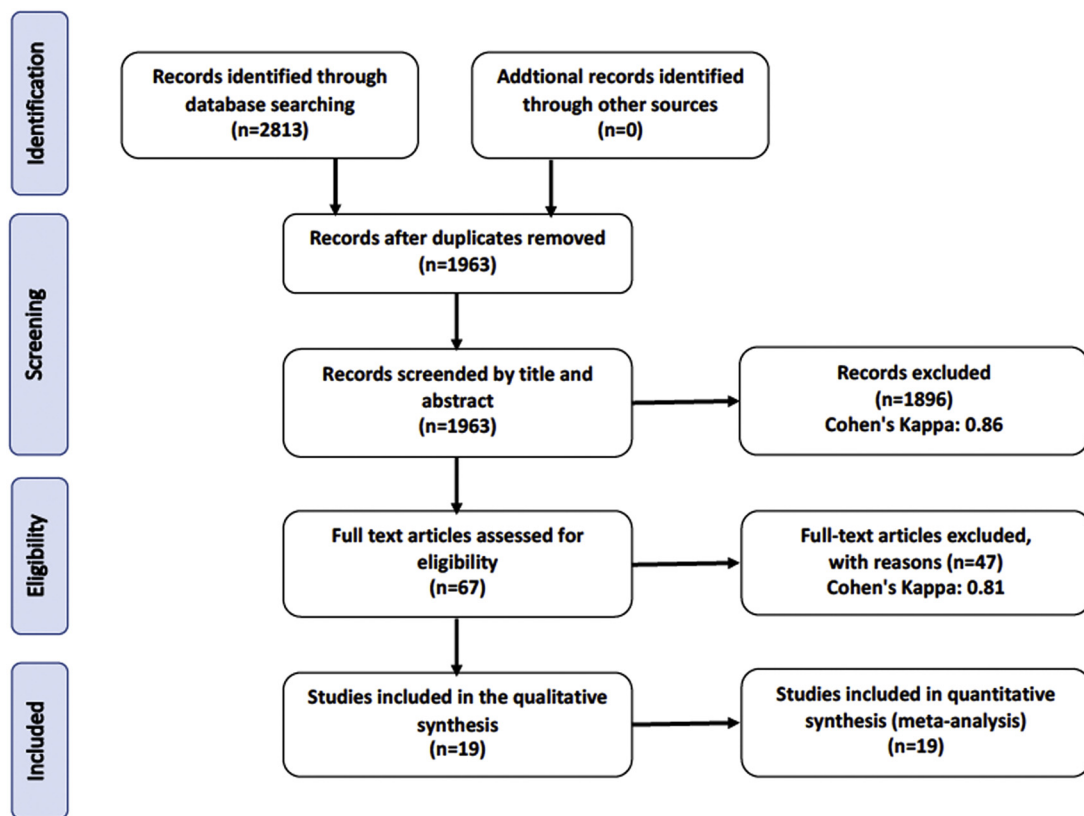 Identification
Records identified through
database searching
(n=2813)
Addtional records identified
through other sources
(n=0)
Screening
Records after duplicates removed
(n=1963)
Records screended by title and
abstract
(n=1963)
Records excluded
(n=1896)
Cohen's Kappa: 0.86
Eligibility
Full text articles assessed for
eligibility
(n=67)
Full-text articles excluded,
with reasons (n=47)
Cohen's Kappa: 0.81
Included
Studies included in the qualitative
synthesis
(n=19)
Studies included in quantitative
synthesis (meta-analysis)
(n=19)